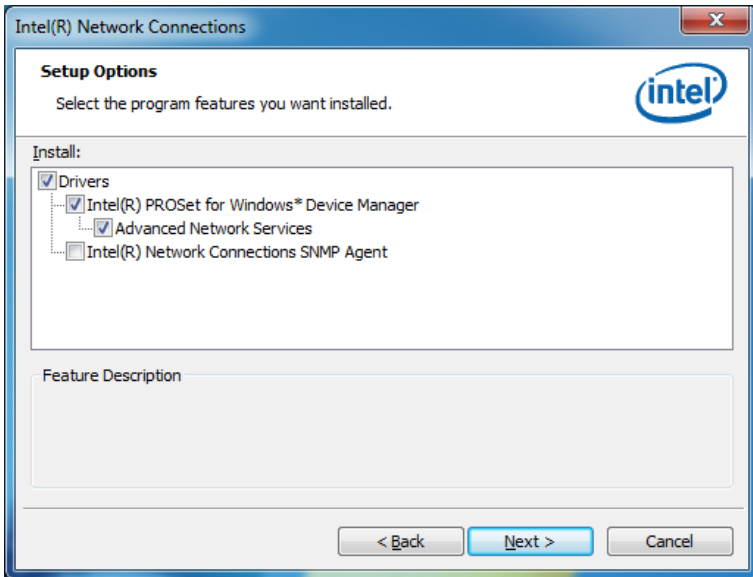 Intel(R) Network Connections
Setup Options
Select the program features you want installed.
intel
Install:
Drivers
Intel(R) PROSet for Windows* Device Manager
Advanced Network Services
Intel(R) Network Connections SNMP Agent
Feature Description
< Back
Next >
Cancel